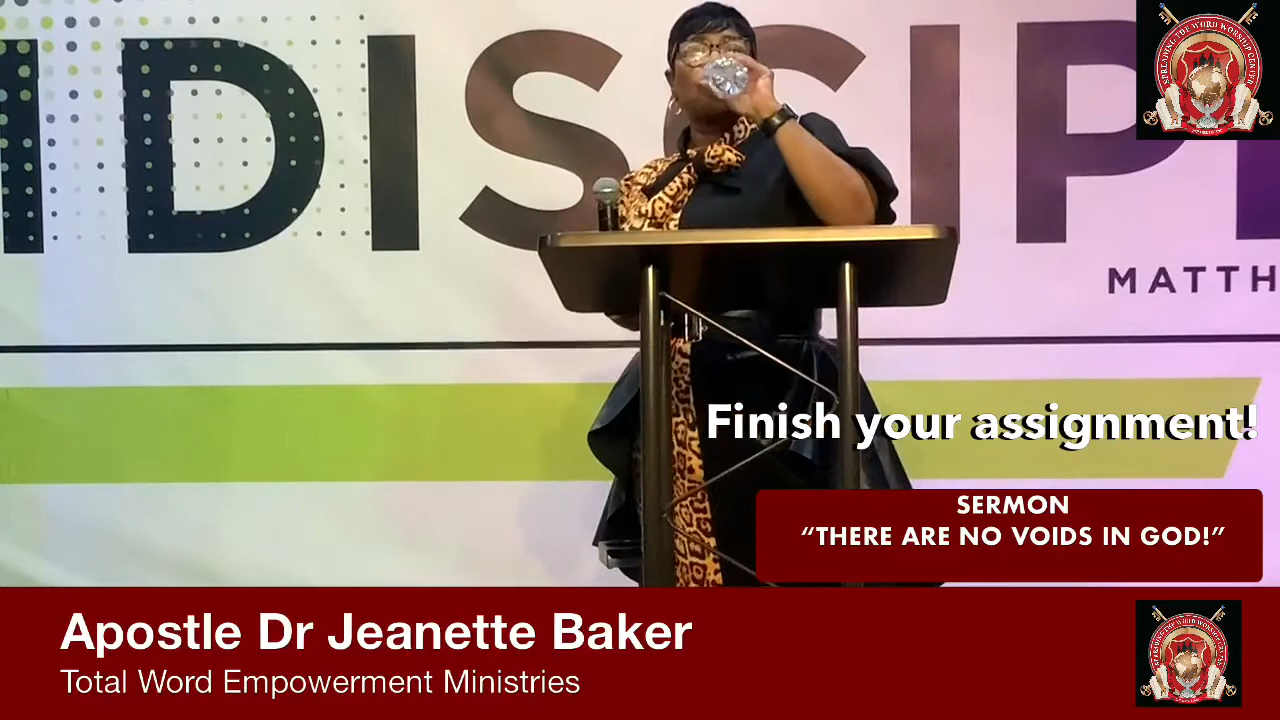 DISCIP
MATTH
Finish your assignment!
SERMON
“THERE ARE NO VOIDS IN GOD!”
Apostle Dr Jeanette Baker
Total Word Empowerment Ministries